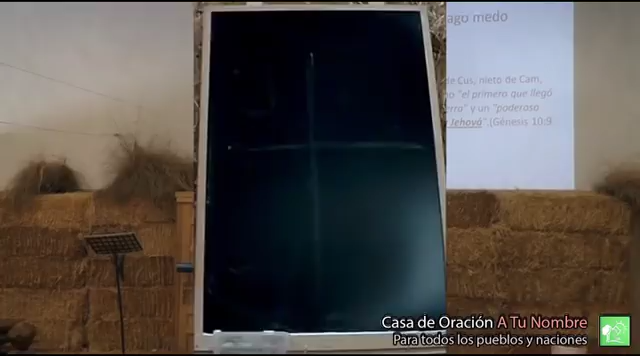 ago medo
de Cus, nieto de Cam,
"el primero que llegó
erra" y un "poderoso
Jehová".(Génesis 10:9
Casa de Oración A Tu Nombre
Para todos los pueblos y naciones